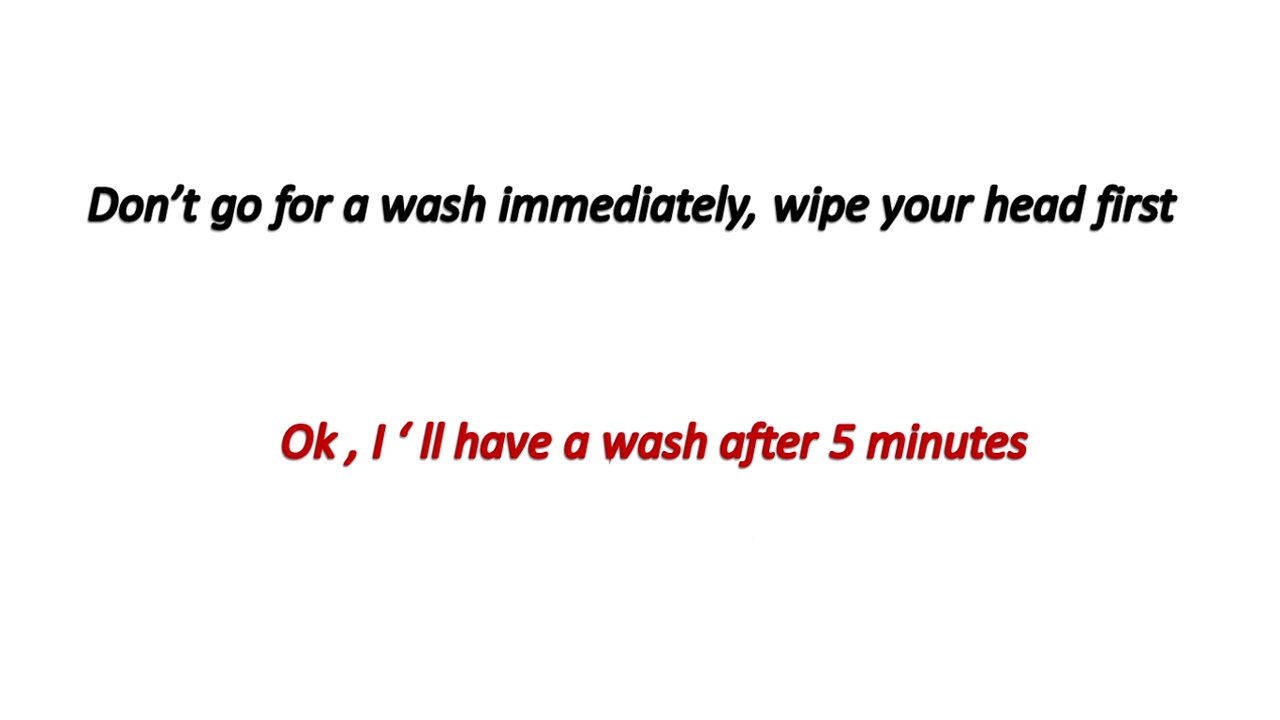 Don’t go for a wash immediately, wipe your head first
Ok , I ‘ ll have a wash after 5 minutes